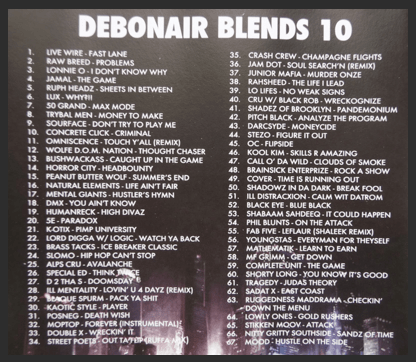 DEBONAIR BLENDS 10
1. LIVE WIRE - FAST LANE
2. RAW BREED - PROBLEMS
3. LONNIE O - I DON'T KNOW WHY
4. JAMAL - THE GAME
5. RUPH HEADZ - SHEETS IN BETWEEN
6. LUX - WHY!!!
7. 50 GRAND - MAX MODE
8. TRYBAL MEN - MONEY TO MAKE
9. SOURFACE - DON'T TRY TO PLAY ME
10. CONCRETE CLICK - CRIMINAL
11. OMNISCENCE - TOUCH Y'ALL (REMIX)
12. WOLFE D.O.M. NATION - THOUGHT CHASER
13. BUSHWACKASS - CAUGHT UP IN THE GAME
14. HORROR CITY - HEADBOUNTY
15. PEANUT BUTTER WOLF - SUMMER'S END
16. NATURAL ELEMENTS - LIFE AIN'T FAIR
17. MENTAL GIANTS - HUSTLER'S HYMN
18. DMX - YOU AIN'T KNOW
19. HUMANRECK - HIGH DIVAZ
20. 5E - PARADOX
21. K-OTIX - PIMP UNIVERSITY
22. LORD DIGGA W/ LOGIC - WATCH YA BACK
23. BRASS TACKS - ICE BREAKER CLASSIC
24. SLOMO - HIP HOP CAN'T STOP
25. ALPS CRU - AVALANCHE
26. SPECIAL ED - THINK TWICE
27. D 2 THA S - DOOMSDAY
28. ILL MENTALITY - LOVIN' U 4 DAYZ (REMIX)
29. PLAGUE SPURM - PACK YA SHIT
30. KAOTIC STYLE - PLAYER
31. POSNEG - DEATH WISH
32. MOPTOP - FOREVER (INSTRUMENTAL)
33. DOUBLE X - WRECKIN' IT
34. STREET POETS - OUT TA
35. CRASH CREW - CHAMPAGNE FLIGHTS
36. JAM DOT - SOUL SEARCH'N (REMIX)
37. JUNIOR MAFIA - MURDER ONZE
38. RAHSHEED - THE LIFE I LEAD
39. LO LIFES - NO WEAK SIGNS
40. CRU W/ BLACK ROB - WRECKOGNIZE
41. SHADEZ OF BROOKLYN - PANDEMONIUM
42. PITCH BLACK - ANALYZE THE PROGRAM
43. DARCSYDE - MONEYCIDE
44. STEZO - FIGURE IT OUT
45. OC - FLIPSIDE
46. KOOL KIM - SKILLS R AMAZING
47. CALL O' DA WILD - CLOUDS OF SMOKE
48. BRAINSICK ENTERPRIZE - ROCK A SHOW
49. COVER - TIME IS RUNNING OUT
50. SHADOWZ IN DA DARK - BREAK FOOL
51. ILL DISTRACXION - CALM WIT DATROM
52. BLACK EYE - BLUE BLACK
53. SHABAAM SAHDEEQ - IT COULD HAPPEN
54. PHIL BLUNTS - ON THE ATTACK
55. FAB FIVE - LEFLAUR (SHALEEK REMIX)
56. YOUNGSTAS - EVERYMAN FOR THEYSELF
57. MATHEMATIK - LEARN TO EARN
58. MF GRIMM - GET DOWN
59. COMPLETE UNIT - THE GAME
60. SHORTY LONG - YOU KNOW IT'S GOOD
61. TRAGEDY - JUDAS THEORY
62. SADAT X - EAST COAST
63. RUGGEDNESS MADDRAMA - CHECKIN'
DOWN THE MENU
64. LOWLY ONES - GOLD RUSHERS
65. STIKKEN MOOV - ATTACK
66. NITTY GRITTY SOUTHSIDE - SANDZ OF TIME
67. MOOD - HUSTLE ON THE SIDE